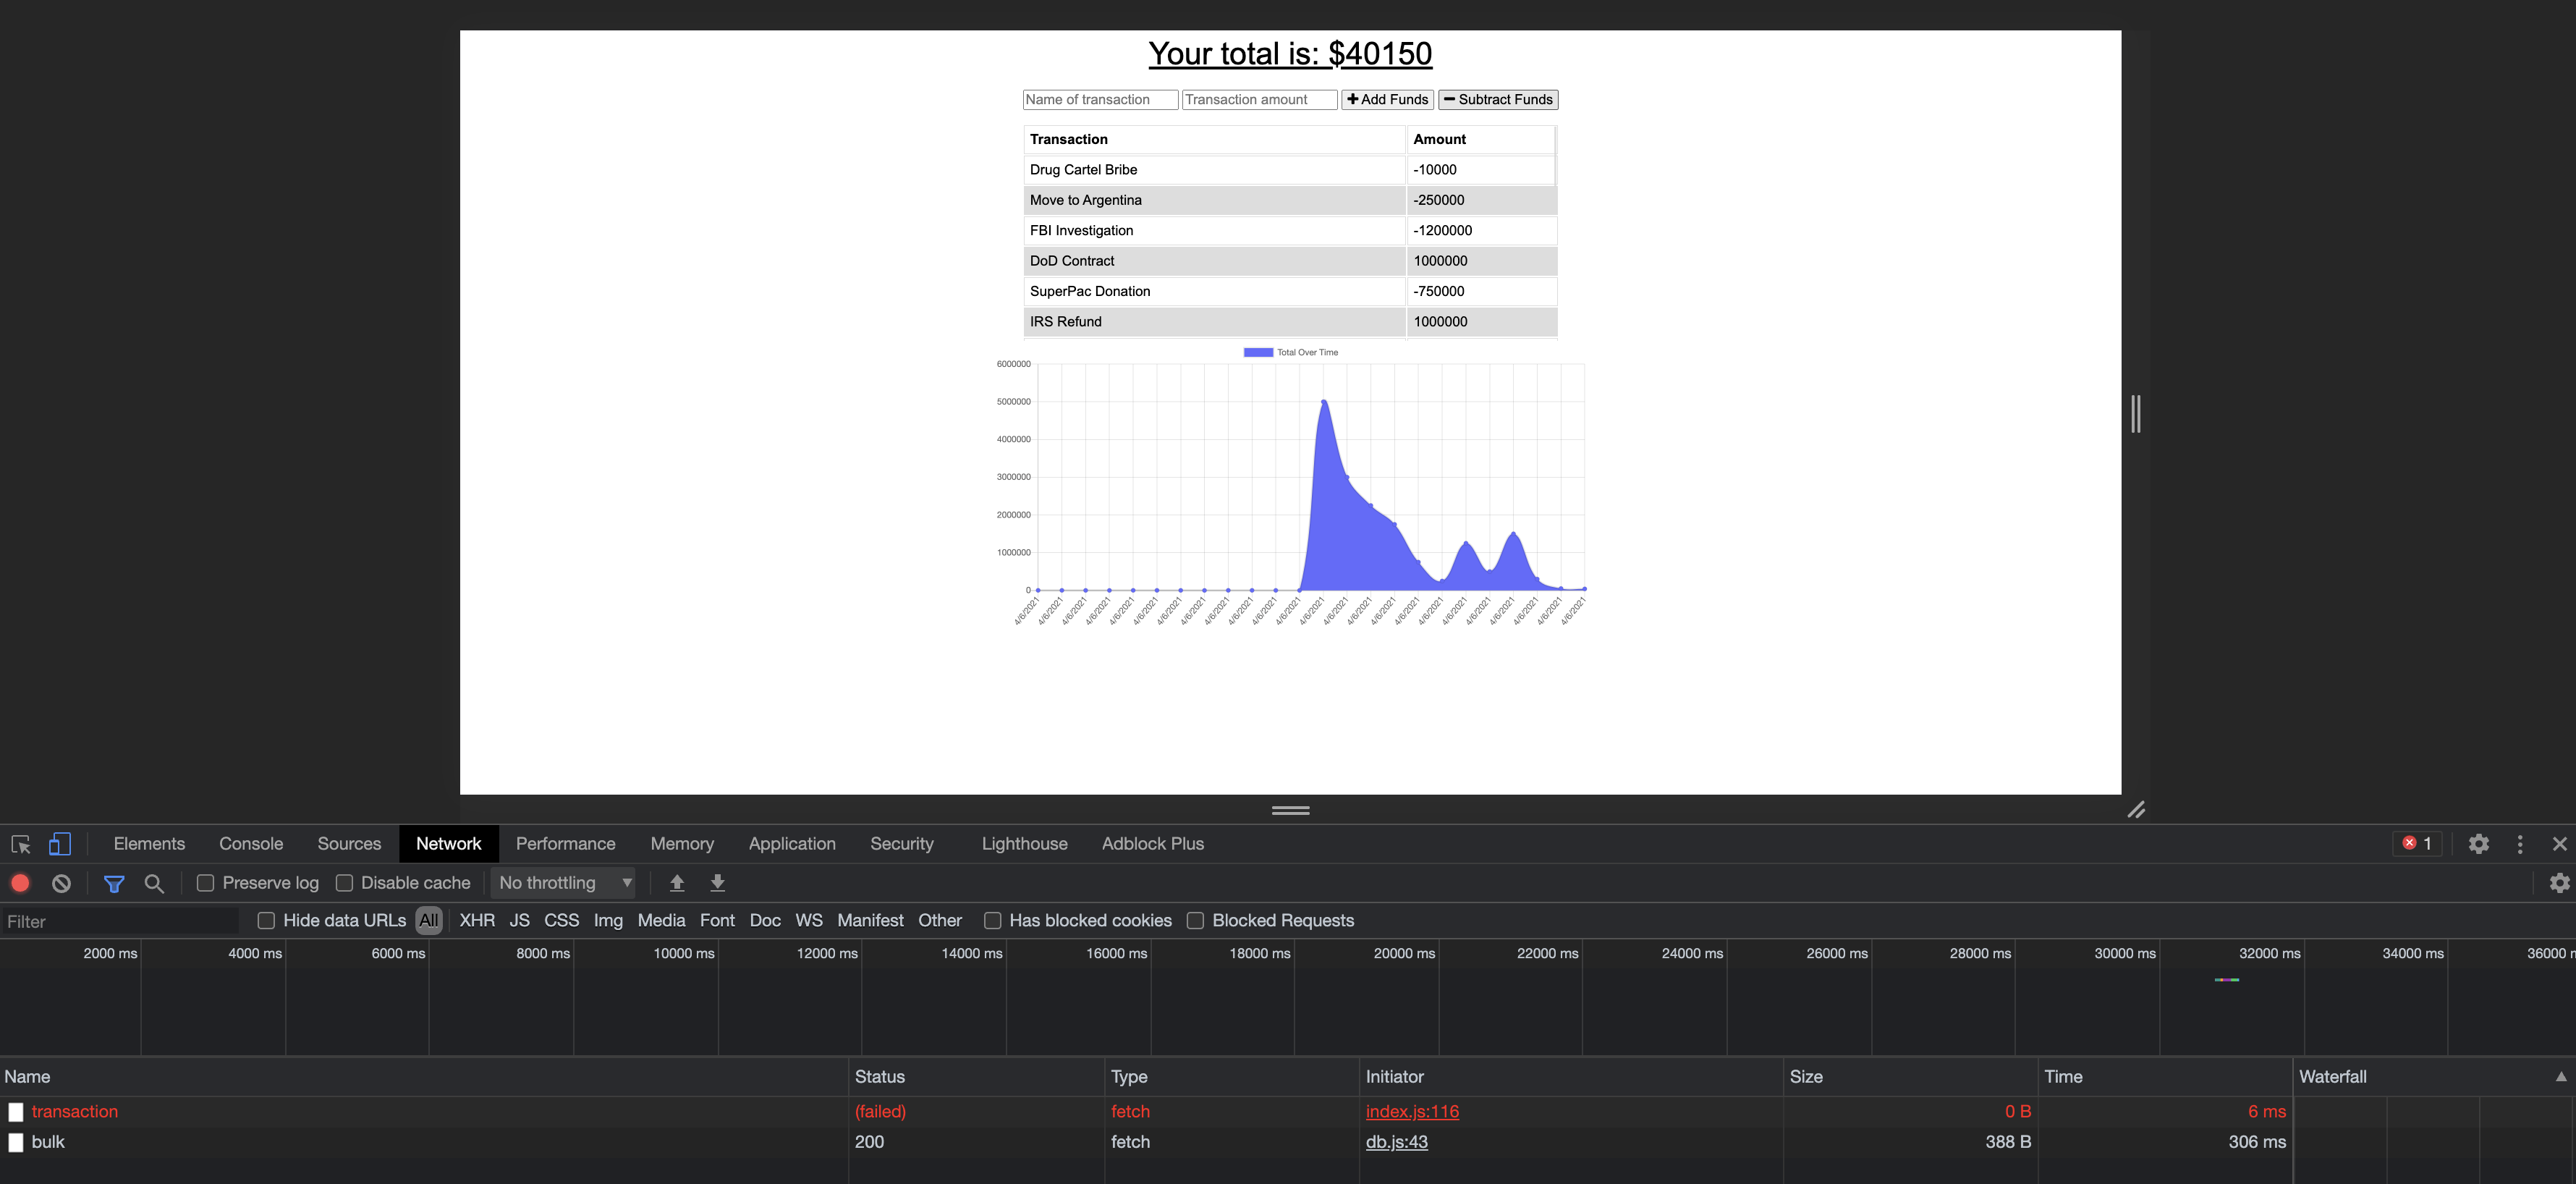 Your total is: $40150
Name of transaction Transaction amount Add Funds Subtract Funds
Transaction Amount
Drug Cartel Bribe -10000
Move to Argentina -250000
FBI Investigation -1200000
DoD Contract 1000000
SuperPac Donation -750000
IRS Refund 1000000
Total Over Time
6000000
5000000
4000000
3000000
2000000
1000000
0
4/6/2021 4/6/2021 4/6/2021 4/6/2021 4/6/2021 4/6/2021 4/6/2021 4/6/2021 4/6/2021 4/6/2021 4/6/2021 4/6/2021 4/6/2021 4/6/2021 4/6/2021 4/6/2021 4/6/2021 4/6/2021 4/6/2021 4/6/2021 4/6/2021 4/6/2021 4/6/2021 4/6/2021
Elements Console Sources Network Performance Memory Application Security Lighthouse Adblock Plus 1
Preserve log Disable cache No throttling
Filter Hide data URLs All XHR JS CSS Img Media Font Doc WS Manifest Other Has blocked cookies Blocked Requests
2000 ms 4000 ms 6000 ms 8000 ms 10000 ms 12000 ms 14000 ms 16000 ms 18000 ms 20000 ms 22000 ms 24000 ms 26000 ms 28000 ms 30000 ms 32000 ms 34000 ms 36000
Name Status Type Initiator Size Time Waterfall
transaction (failed) fetch index.js:116 0 B 6 ms
bulk 200 fetch db.js:43 388 B 306 ms